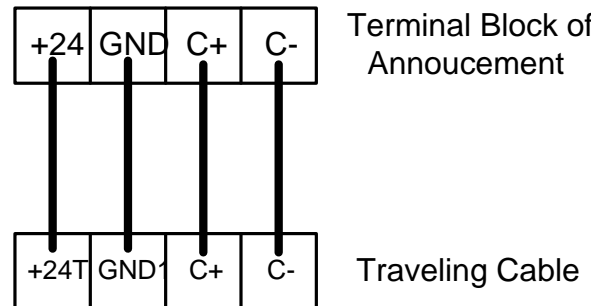 +24 GND C+ C- Terminal Block of
Annoucement
+24T GND1 C+ C- Traveling Cable